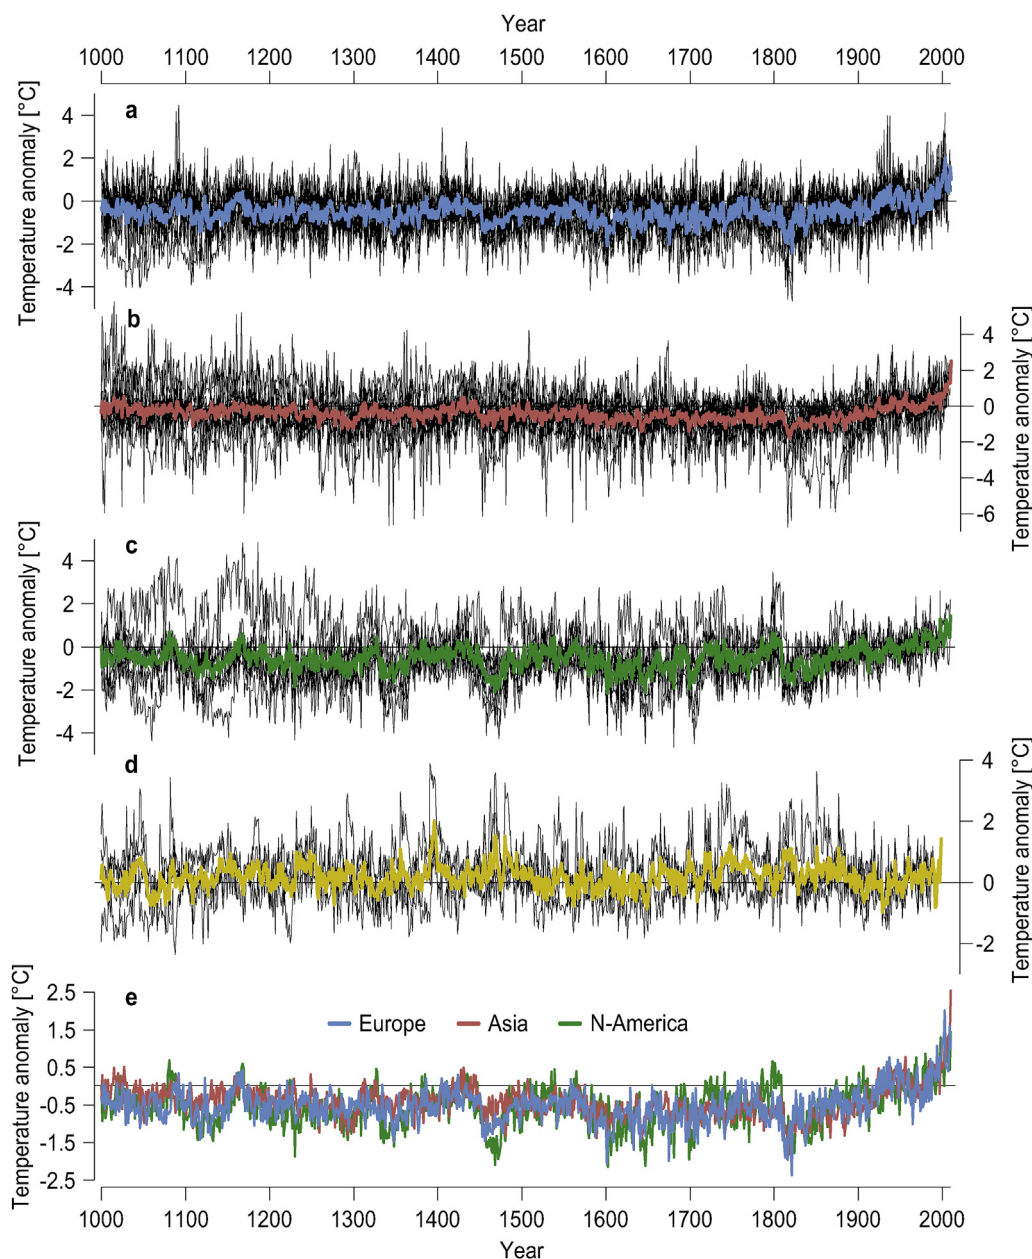 Year
1000 1100 1200 1300 1400 1500 1600 1700 1800 1900 2000
a
Temperature anomaly [°C]
4
2
0
-2
-4
b
Temperature anomaly [°C]
4
2
0
-2
-4
-6
c
Temperature anomaly [°C]
4
2
0
-2
-4
d
Temperature anomaly [°C]
4
2
0
-2
e
Temperature anomaly [°C]
2.5
1.5
0.5
-0.5
-1.5
-2.5
Europe Asia N-America
1000 1100 1200 1300 1400 1500 1600 1700 1800 1900 2000
Year